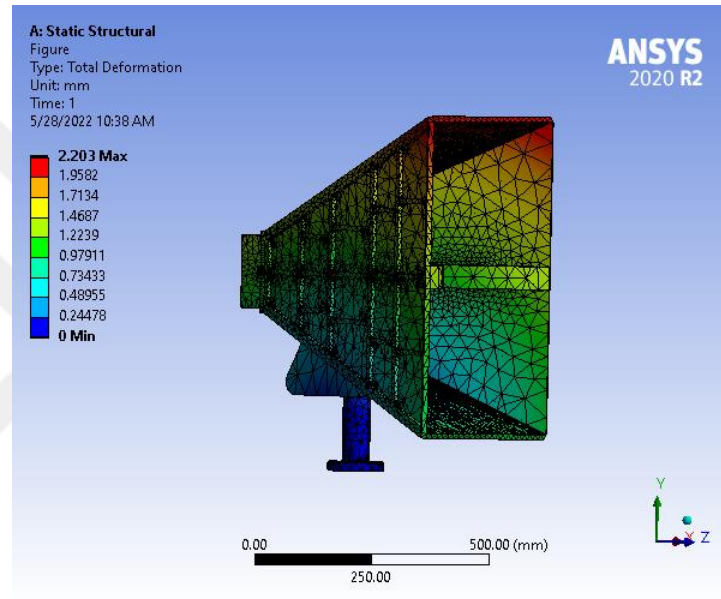 A: Static Structural
Figure
Type: Total Deformation
Unit: mm
Time: 1
5/28/2022 10:38 AM
ANSYS
2020 R2
2.203 Max
1.9582
1.7134
1.4687
1.2239
0.97911
0.73433
0.48955
0.24478
0 Min
Y
X
Z
0.00
500.00 (mm)
250.00